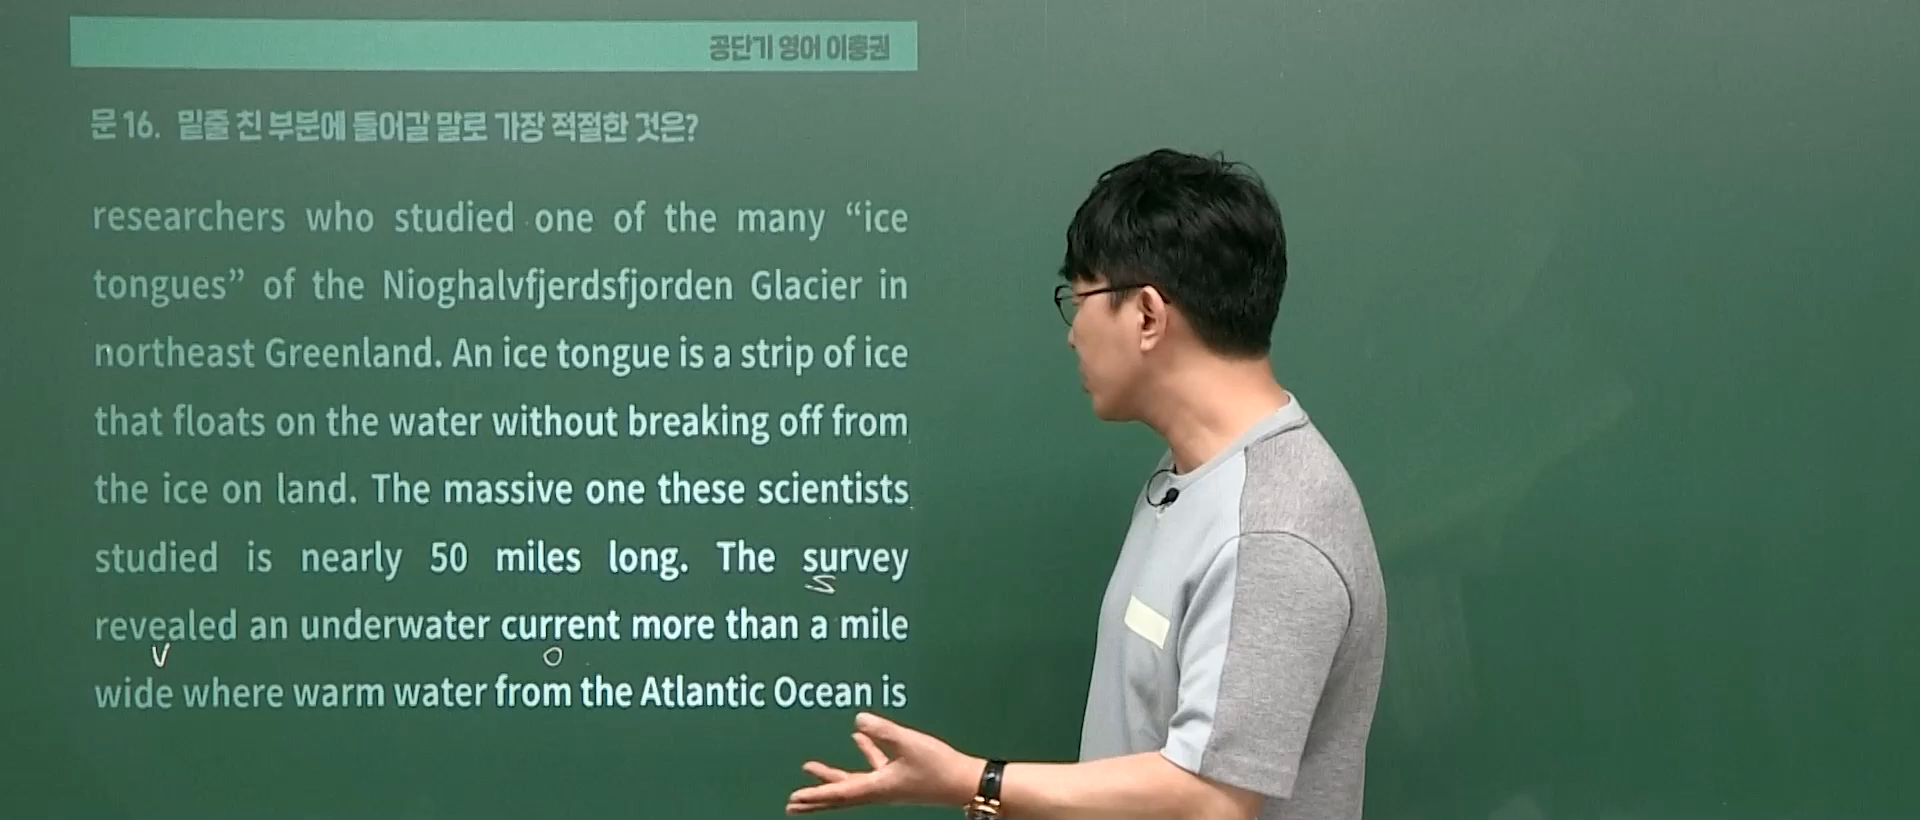 공단기 영어 이충권
문 16. 밑줄 친 부분에 들어갈 말로 가장 적절한 것은?
researchers who studied one of the many “ice
tongues” of the Nioghalvfjerdsfjorden Glacier in
northeast Greenland. An ice tongue is a strip of ice
that floats on the water without breaking off from
the ice on land. The massive one these scientists
studied is nearly 50 miles long. The survey
S
revealed an underwater current more than a mile
V O
wide where warm water from the Atlantic Ocean is